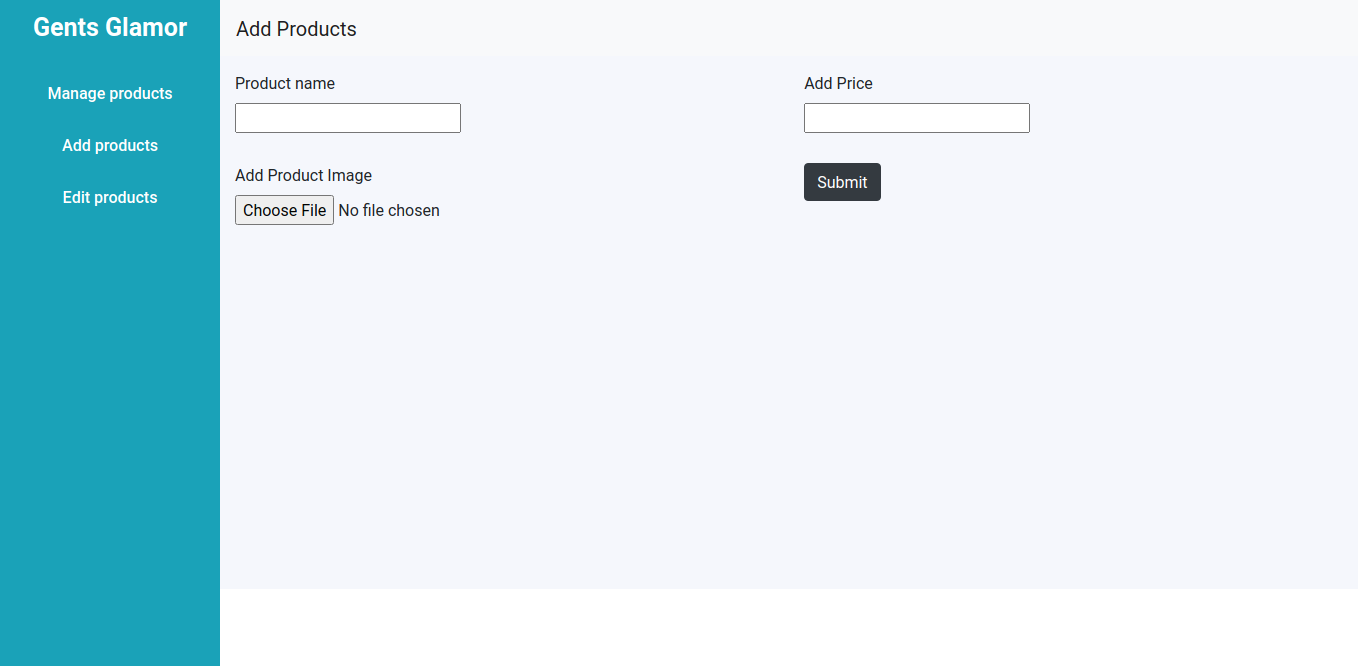 Gents Glamor
Manage products
Add products
Edit products
Add Products
Product name
Add Price
Add Product Image
Choose File No file chosen
Submit